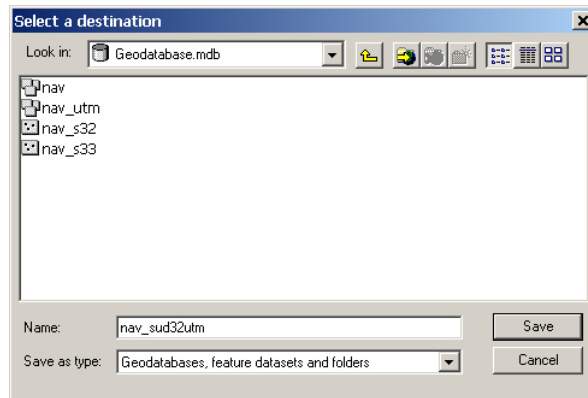 Select a destination
Look in: Geodatabase.mdb
nav
nav_utm
nav_s32
nav_s33
Name: nav_sud32utm Save
Save as type: Geodatabases, feature datasets and folders Cancel